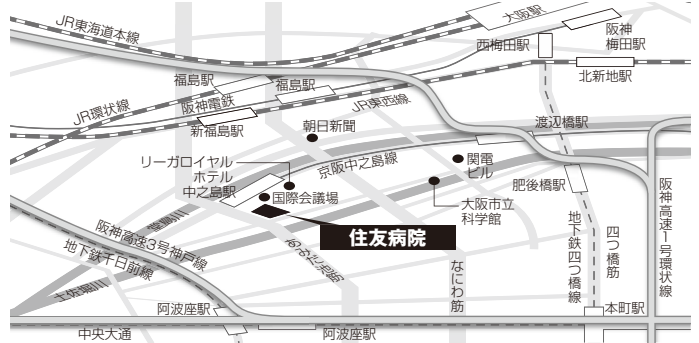 JR東海道本線
大阪駅
阪神
梅田駅
西梅田駅
北新地駅
福島駅
福島駅
JR環状線
阪神電鉄
JR東西線
新福島駅
朝日新聞
渡辺橋駅
リーガロイヤル
ホテル
中之島駅
京阪中之島線
関電
ビル
国際会議場
肥後橋駅
大阪市立
科学館
住友病院
堂島川
阪神高速3号神戸線
地下鉄千日前線
土佐堀川
なにわ筋
地下鉄四つ橋線
四つ橋筋
阪神高速1号環状線
阿波座駅
本町駅
中央大通
阿波座駅